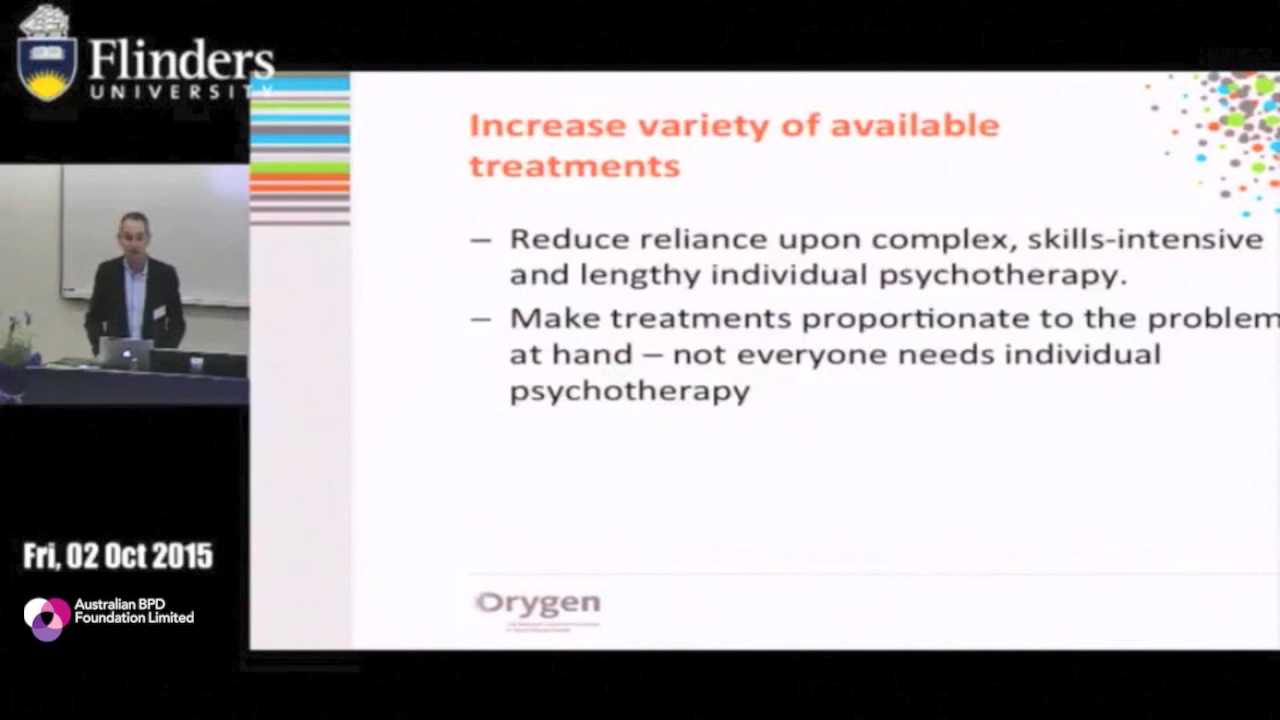 Flinders
UNIVERSITY
Increase variety of available
treatments
– Reduce reliance upon complex, skills-intensive
and lengthy individual psychotherapy.
– Make treatments proportionate to the problem
at hand – not everyone needs individual
psychotherapy
Fri, 02 Oct 2015
Australian BPD
Foundation Limited
Orygen